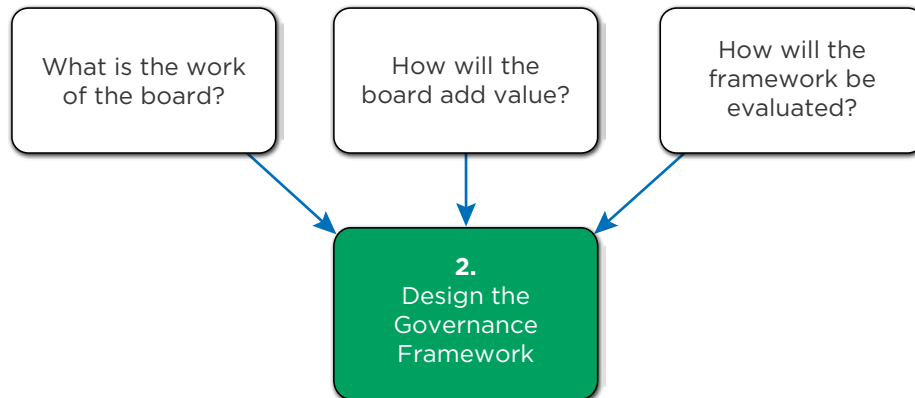 What is the work
of the board?
How will the
board add value?
How will the
framework be
evaluated?
2.
Design the
Governance
Framework